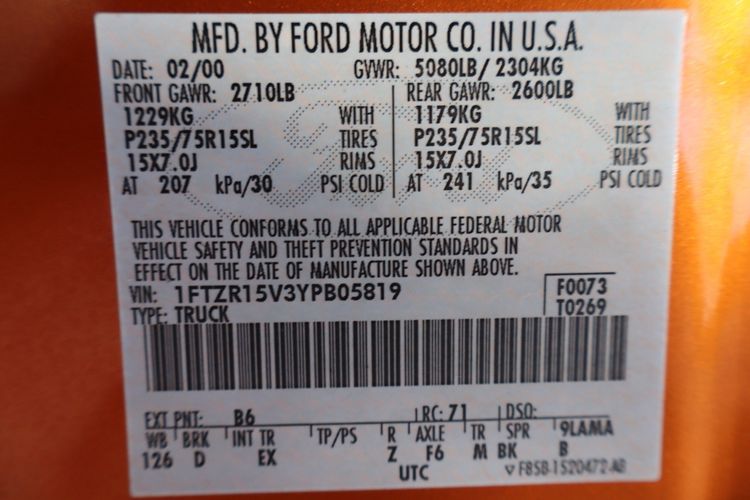 MFD. BY FORD MOTOR CO. IN U.S.A.
DATE: 02/00 GVWR: 5080LB/ 2304KG
FRONT GAWR: 2710LB REAR GAWR: 2600LB
1229KG WITH 1179KG WITH
P235/75R15SL TIRES P235/75R15SL TIRES
15X7.0J RIMS 15X7.0J RIMS
AT 207 kPa/30 PSI COLD AT 241 kPa/35 PSI COLD
THIS VEHICLE CONFORMS TO ALL APPLICABLE FEDERAL MOTOR
VEHICLE SAFETY AND THEFT PREVENTION STANDARDS IN
EFFECT ON THE DATE OF MANUFACTURE SHOWN ABOVE.
VIN: 1FTZR15V3YPB05819 F0073
TYPE: TRUCK T0269
EXT PNT: B6 RC: 71 DSO:
WB BRK INT TR TP/PS R AXLE TR SPR 9LAMA
126 D EX Z F6 M BK B
UTC F85B-1520472-AB